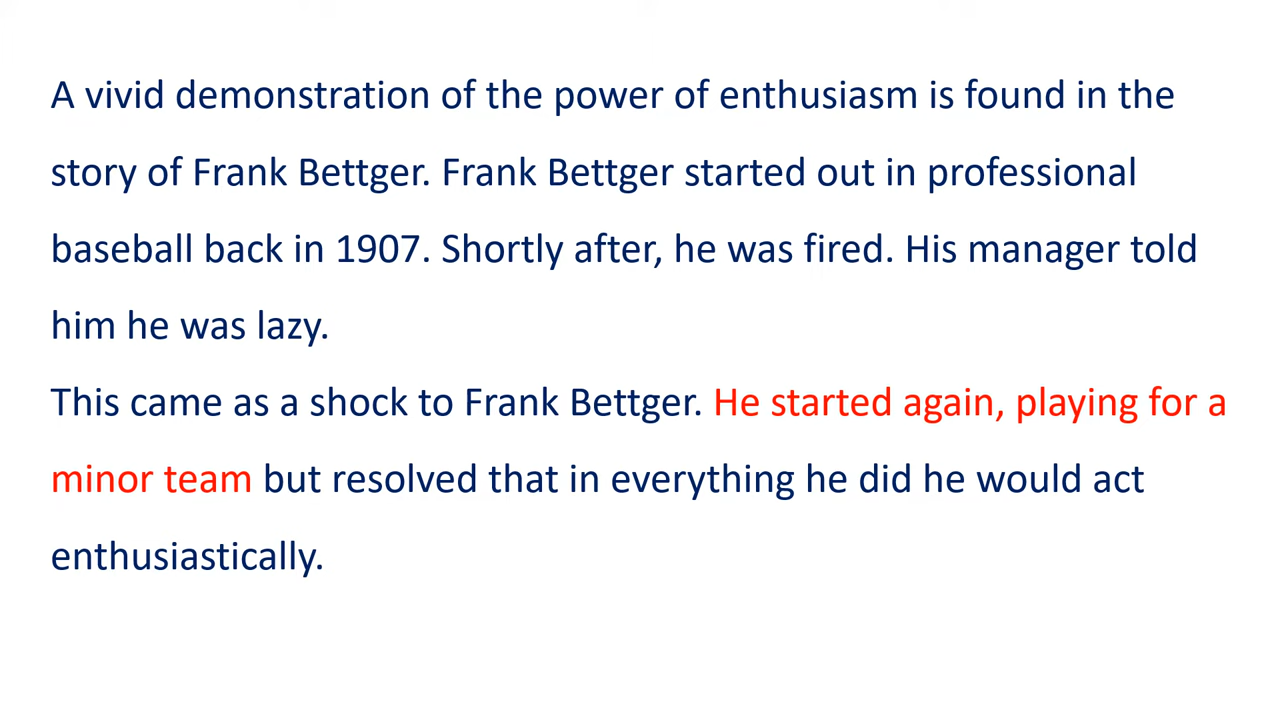 A vivid demonstration of the power of enthusiasm is found in the
story of Frank Bettger. Frank Bettger started out in professional
baseball back in 1907. Shortly after, he was fired. His manager told
him he was lazy.
This came as a shock to Frank Bettger. He started again, playing for a
minor team but resolved that in everything he did he would act
enthusiastically.